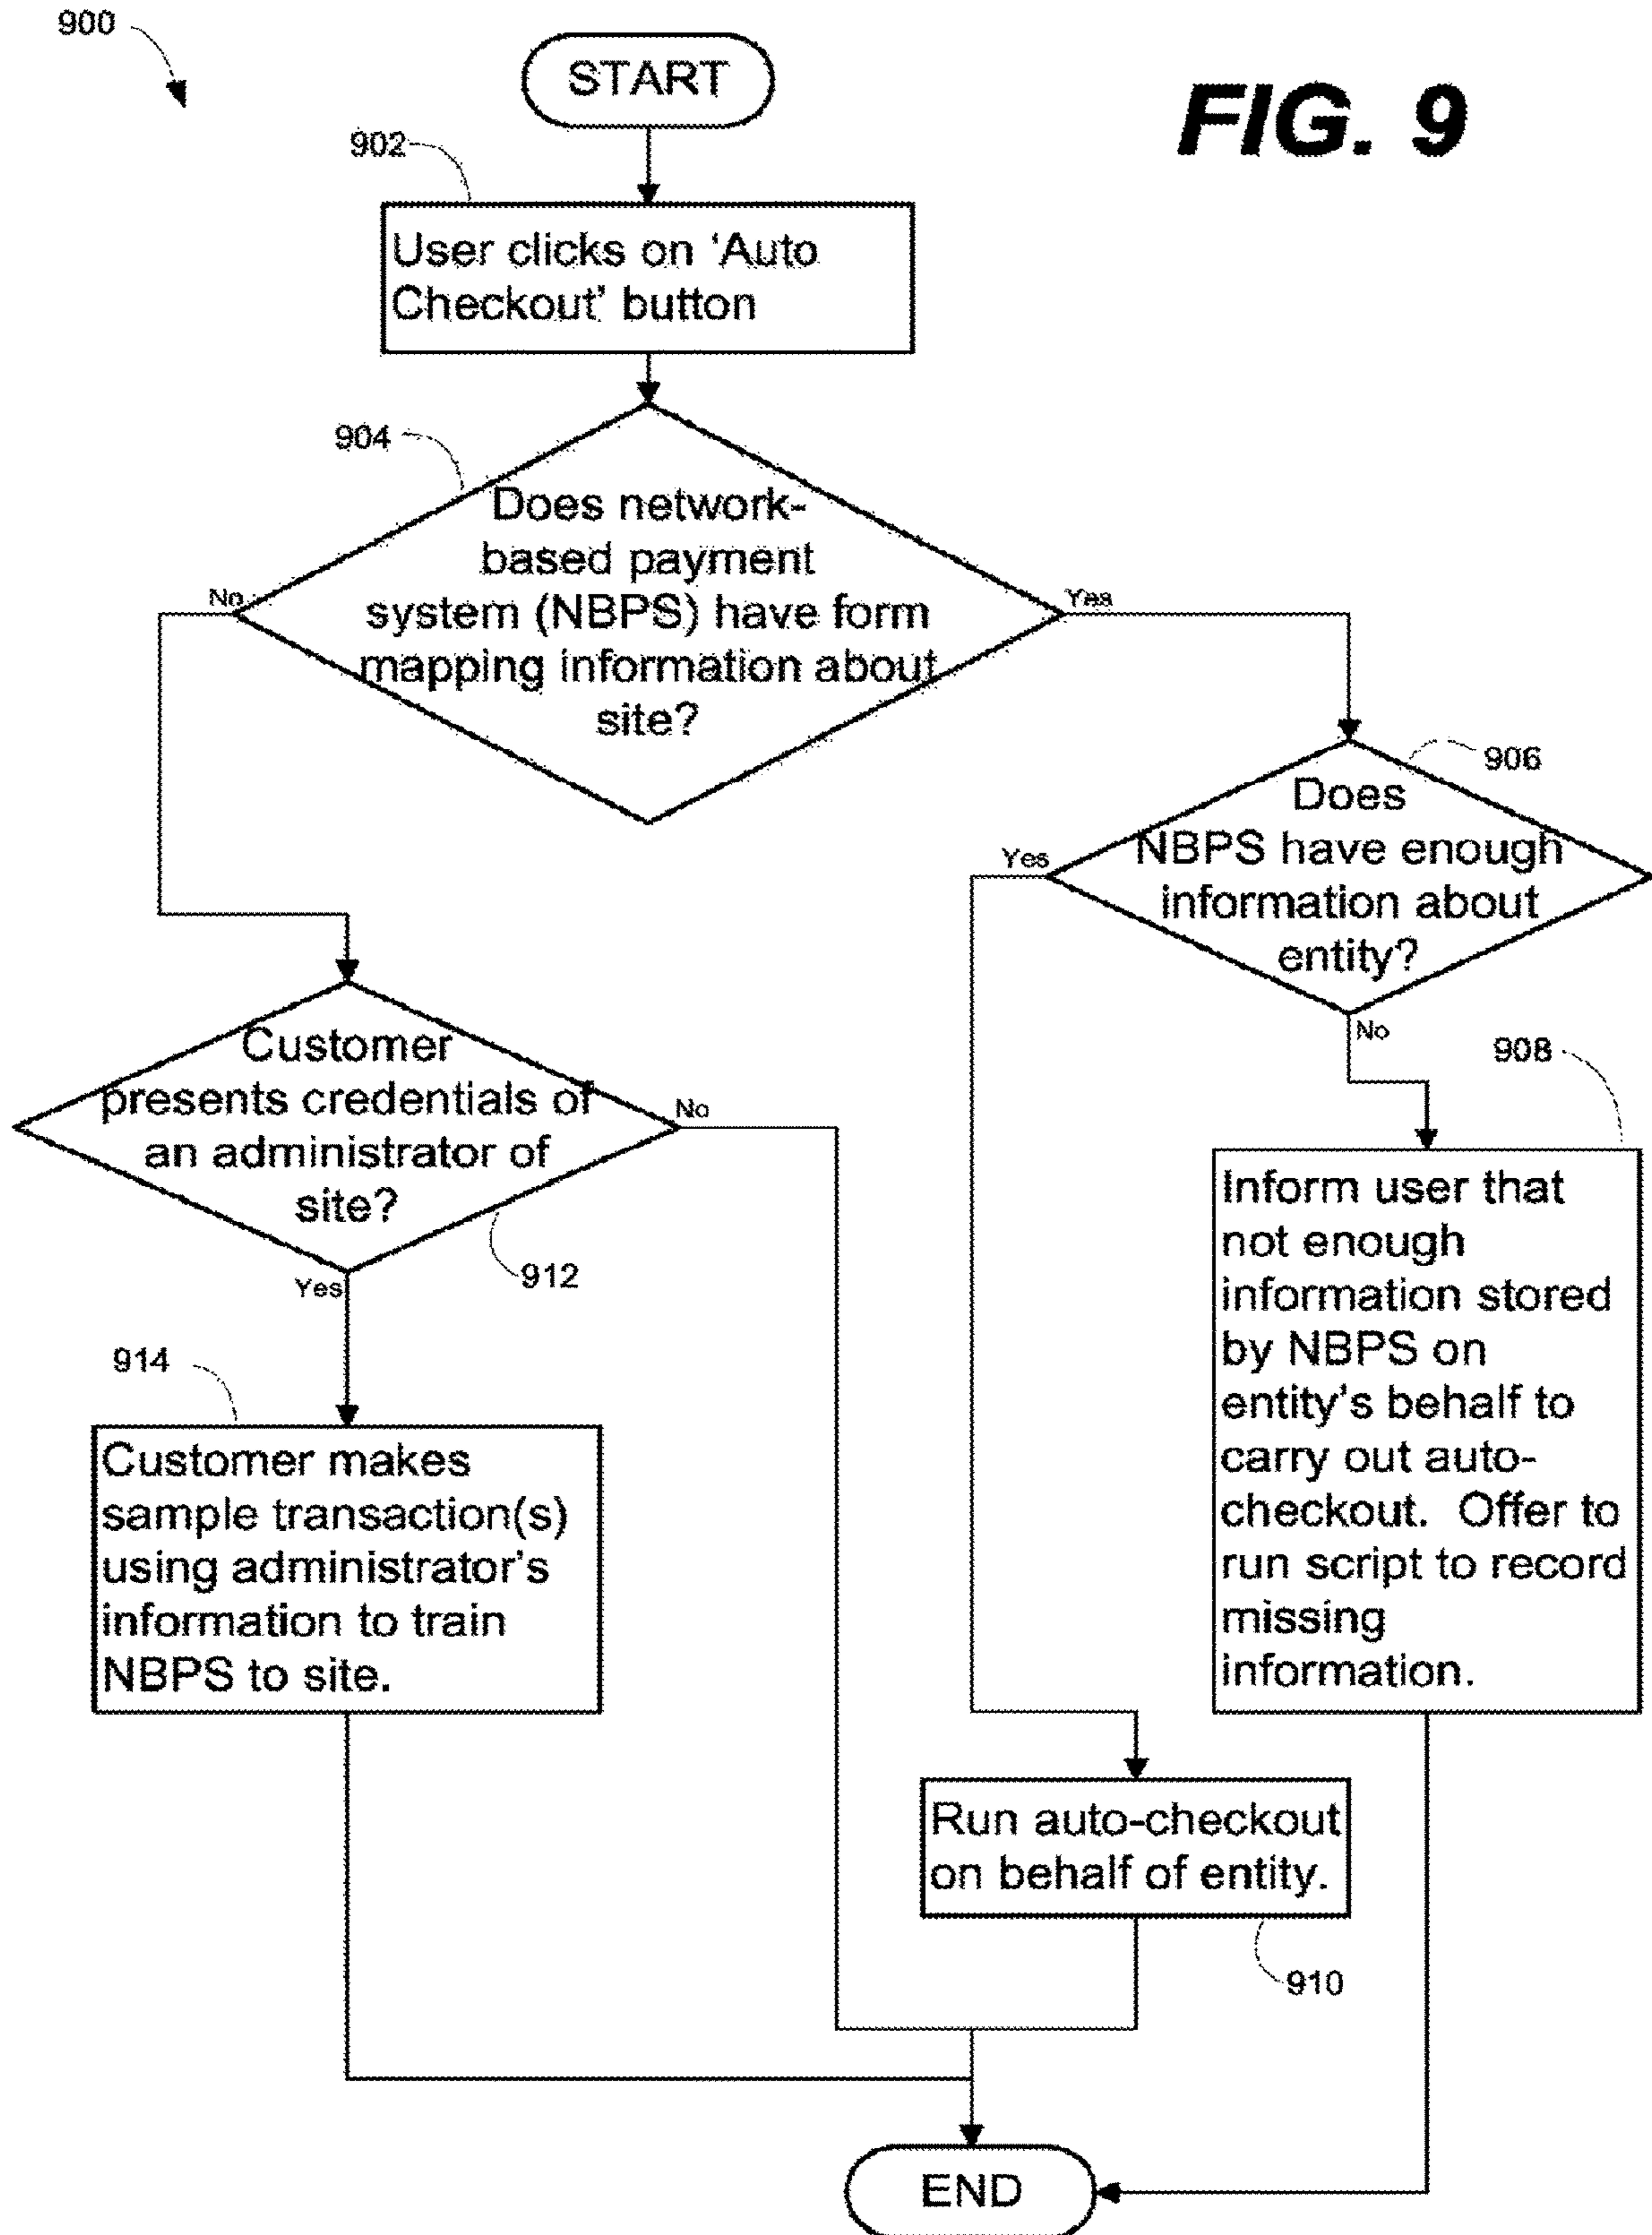 900
START
FIG. 9
902
User clicks on ‘Auto
Checkout’ button
904
Does network-
based payment
system (NBPS) have form
mapping information about
site?
No
Yes
906
Does
NBPS have enough
information about
entity?
Yes
No
908
Customer
presents credentials of
an administrator of
site?
No
912
Yes
Inform user that
not enough
information stored
by NBPS on
entity’s behalf to
carry out auto-
checkout.  Offer to
run script to record
missing
information.
914
Customer makes
sample transaction(s)
using administrator’s
information to train
NBPS to site.
Run auto-checkout
on behalf of entity.
910
END